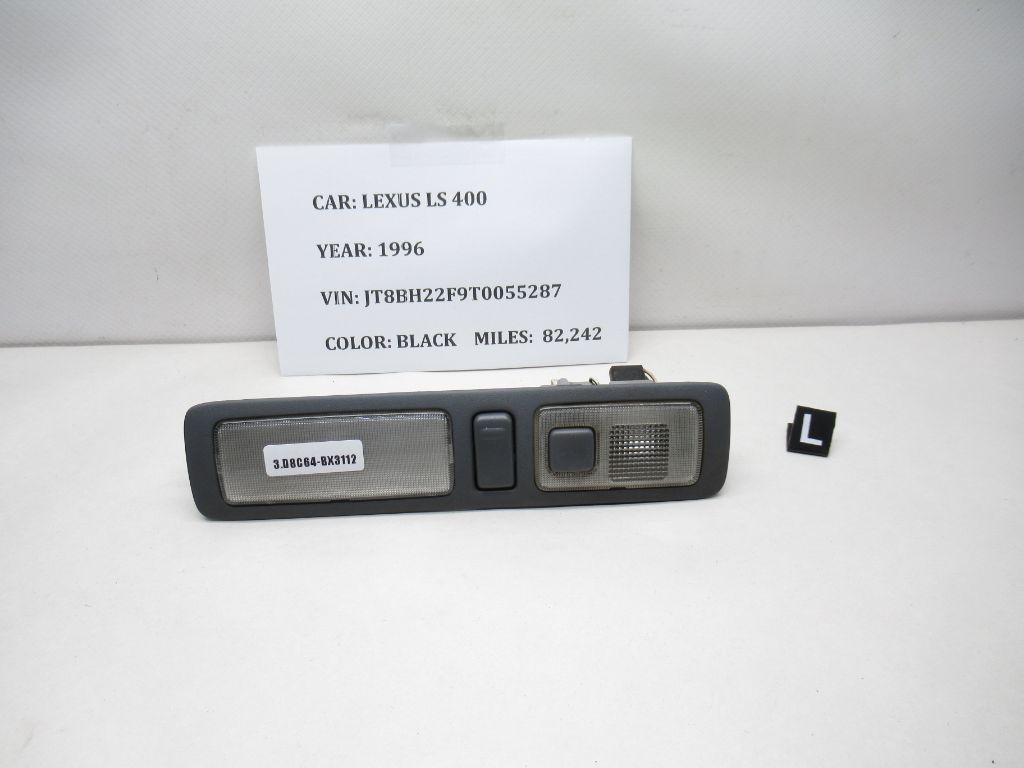 CAR: LEXUS LS 400
YEAR: 1996
VIN: JT8BH22F9T0055287
COLOR: BLACK MILES: 82,242
3.D8C64-BX3112
L